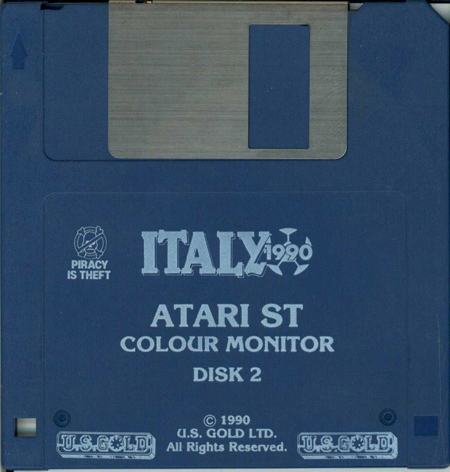 PIRACY
IS THEFT
ITALY 1990
ATARI ST
COLOUR MONITOR
DISK 2
© 1990
U.S. GOLD LTD.
All Rights Reserved.
U.S. GOLD
U.S. GOLD